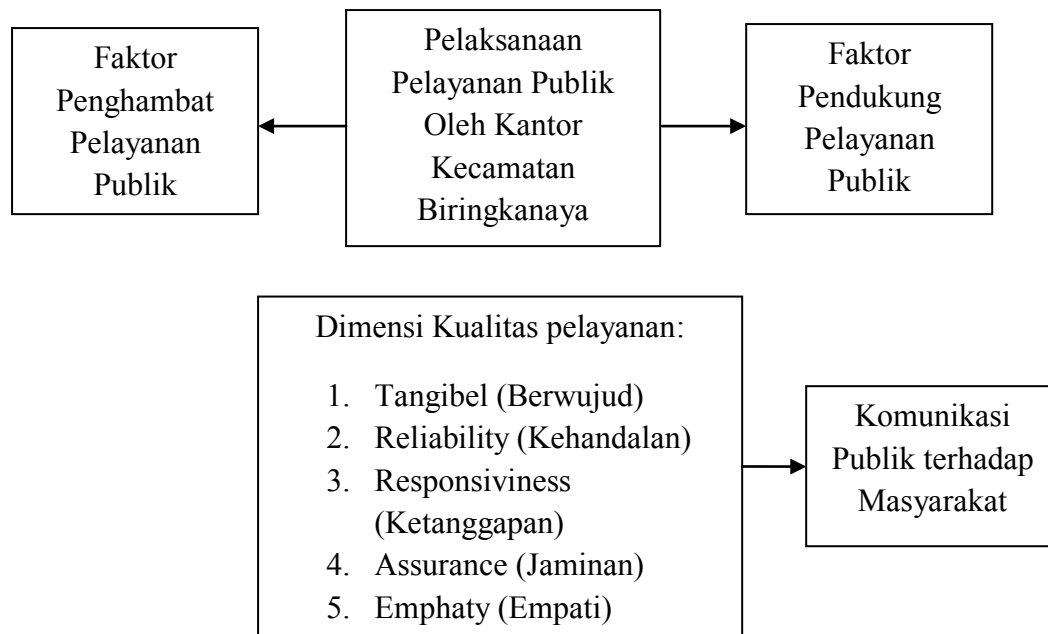 Faktor
Penghambat
Pelayanan
Publik
Pelaksanaan
Pelayanan Publik
Oleh Kantor
Kecamatan
Biringkanaya
Faktor
Pendukung
Pelayanan
Publik
Dimensi Kualitas pelayanan:
1. Tangibel (Berwujud)
2. Reliability (Kehandalan)
3. Responsiviness
(Ketanggapan)
4. Assurance (Jaminan)
5. Emphaty (Empati)
Komunikasi
Publik terhadap
Masyarakat